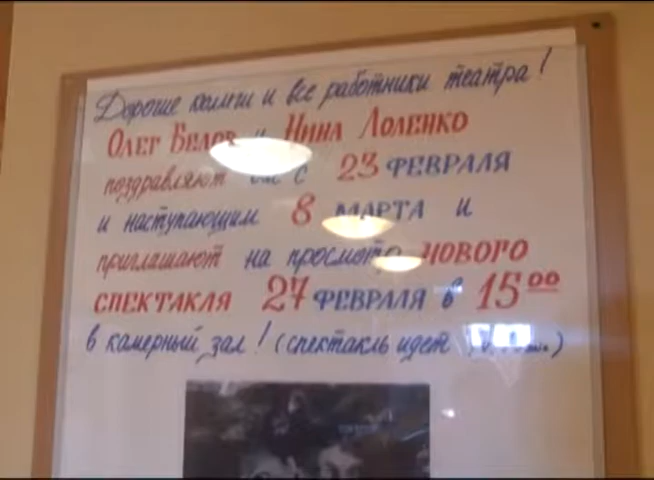 Дорогие коллеги и все работники театра!
Олег Белов и Нина Лоленко
поздравляют вас с 23 ФЕВРАЛЯ
и наступающим 8 МАРТА и
приглашают на просмотр НОВОГО
СПЕКТАКЛЯ 27 ФЕВРАЛЯ в 15⁰⁰
в камерный зал! (спектакль идет